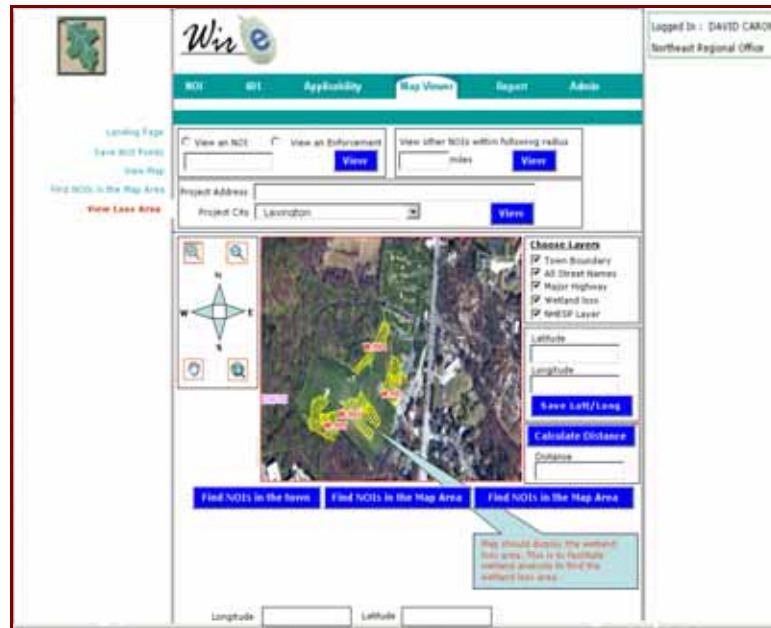 Wir e
Logged In : DAVID CARON
Northeast Regional Office
NOI 401 Applicability Map Viewer Report Admin
Landing Page
Save NOI Points
View Map
Find NOIs in the Map Area
View Loss Area
View an NOI View an Enforcement
View
View other NOIs within following radius
miles View
Project Address
Project City Lexington View
N
W E
S
Choose Layers
Town Boundary
All Street Names
Major Highway
Wetland loss
NHESP Layer
Latitude
Longitude
Save Latt/Long
Calculate Distance
Distance
Find NOIs in the town Find NOIs in the Map Area Find NOIs in the Map Area
Map should display the wetland
loss area. This is to facilitate
wetland analysts to find the
wetland loss area
Longitude Latitude